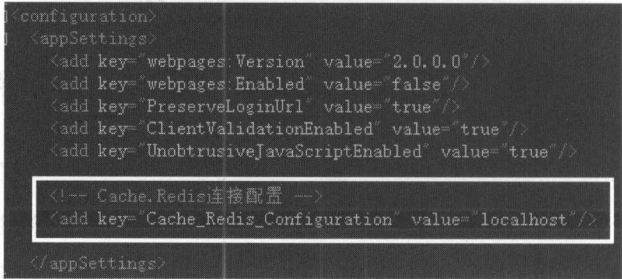 <configuration>
<appSettings>
<add key="webpages:Version" value="2.0.0.0"/>
<add key="webpages:Enabled" value="false"/>
<add key="PreserveLoginUrl" value="true"/>
<add key="ClientValidationEnabled" value="true"/>
<add key="UnobtrusiveJavaScriptEnabled" value="true"/>
<!-- Cache.Redis连接配置 -->
<add key="Cache_Redis_Configuration" value="localhost"/>
</appSettings>